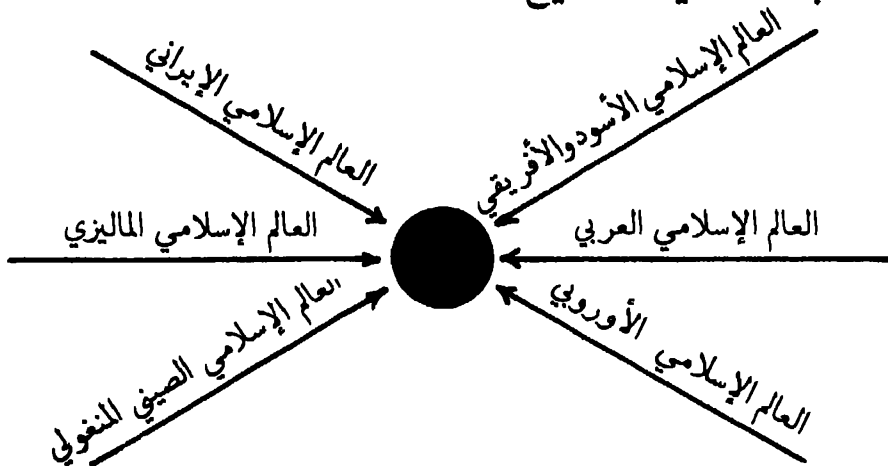 العالم الإسلامي الأسود والأفريقي
العالم الإسلامي الإيراني
العالم الإسلامي العربي
العالم الإسلامي الماليزي
العالم الإسلامي الأوروبي
العالم الإسلامي الصيني المنغولي